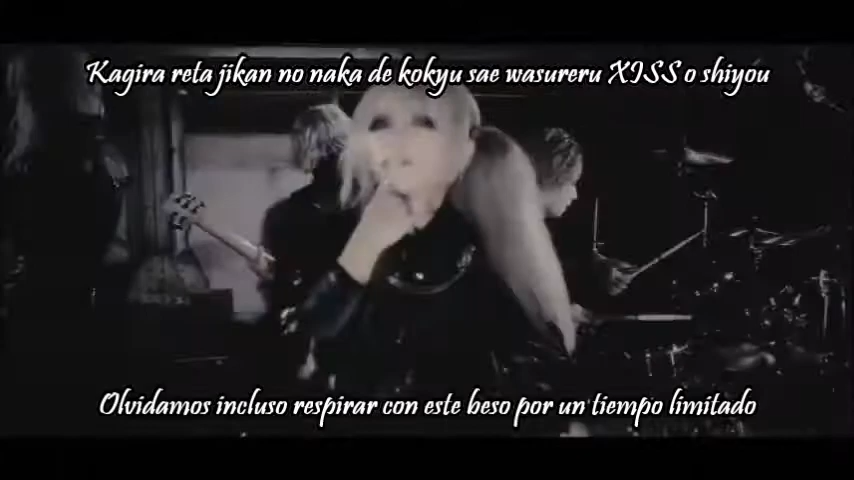 Kagira reta jikan no naka de kokyu sae wasureru XISS o shiyou
Olvidamos incluso respirar con este beso por un tiempo limitado